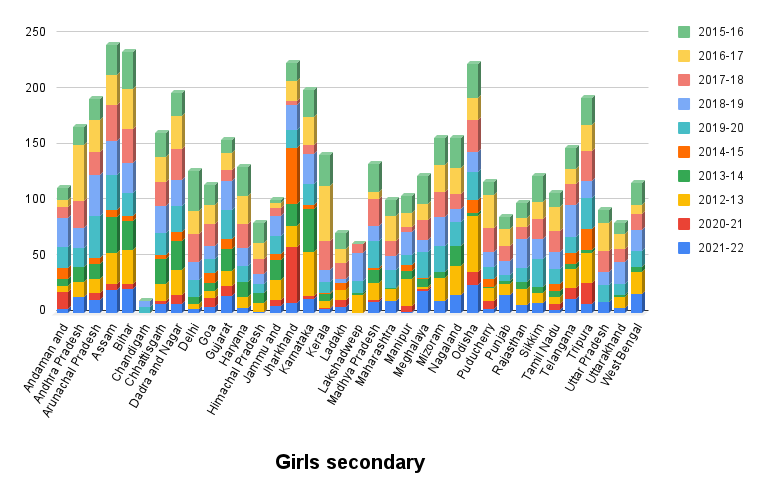 250
200
150
100
50
0
2015-16
2016-17
2017-18
2018-19
2019-20
2014-15
2013-14
2012-13
2020-21
2021-22
Andaman and
Andhra Pradesh
Arunachal Pradesh
Assam
Bihar
Chandigarh
Chhattisgarh
Dadra and Nagar
Delhi
Goa
Gujarat
Haryana
Himachal Pradesh
Jammu and
Jharkhand
Karnataka
Kerala
Ladakh
Lakshadweep
Madhya Pradesh
Maharashtra
Manipur
Meghalaya
Mizoram
Nagaland
Odisha
Puducherry
Punjab
Rajasthan
Sikkim
Tamil Nadu
Telangana
Tripura
Uttar Pradesh
Uttarakhand
West Bengal
Girls secondary